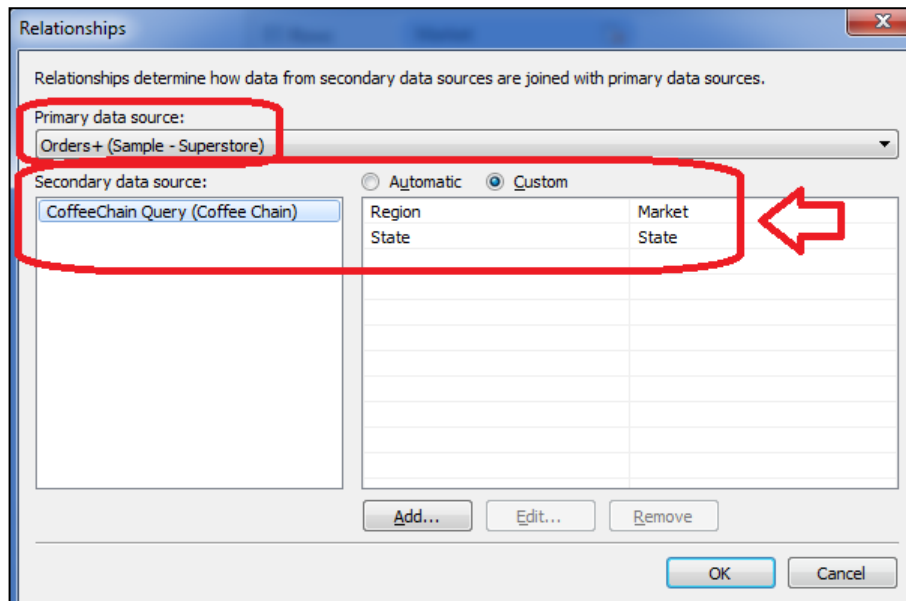 Relationships
Relationships determine how data from secondary data sources are joined with primary data sources.
Primary data source:
Orders+ (Sample - Superstore)
Secondary data source:
Automatic
Custom
CoffeeChain Query (Coffee Chain)
Region
Market
State
State
Add...
Edit...
Remove
OK
Cancel